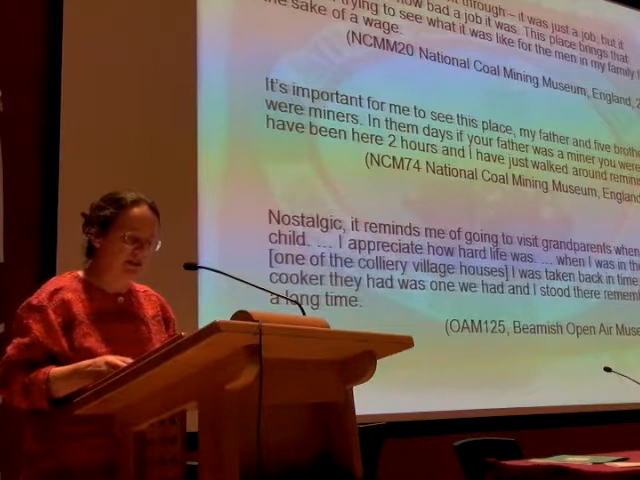 through – it was just a job, but it
how bad a job it was. This place brings that
trying to see what it was like for the men in my family
the sake of a wage.
(NCMM20 National Coal Mining Museum, England,
It's important for me to see this place, my father and five
were miners. In them days if your father was a miner you were
have been here 2 hours and I have just walked around
(NCM74 National Coal Mining Museum, England
Nostalgic, it reminds me of going to visit grandparents when
child. … I appreciate how hard life was. … when I was in
[one of the colliery village houses] I was taken back in time
cooker they had was one we had and I stood there
a long time.
(OAM125, Beamish Open Air